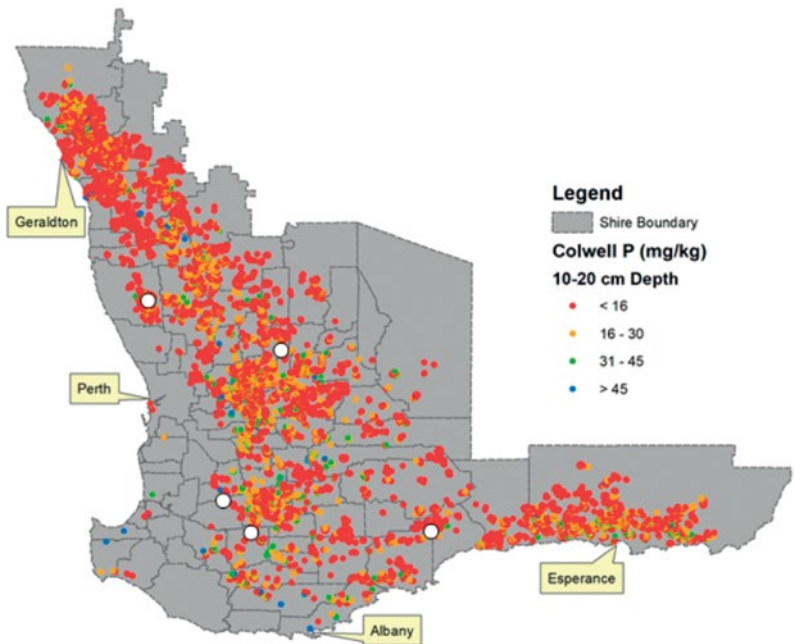 Geraldton
Perth
Esperance
Albany
Legend
Shire Boundary
Colwell P (mg/kg)
10-20 cm Depth
< 16
16 - 30
31 - 45
> 45